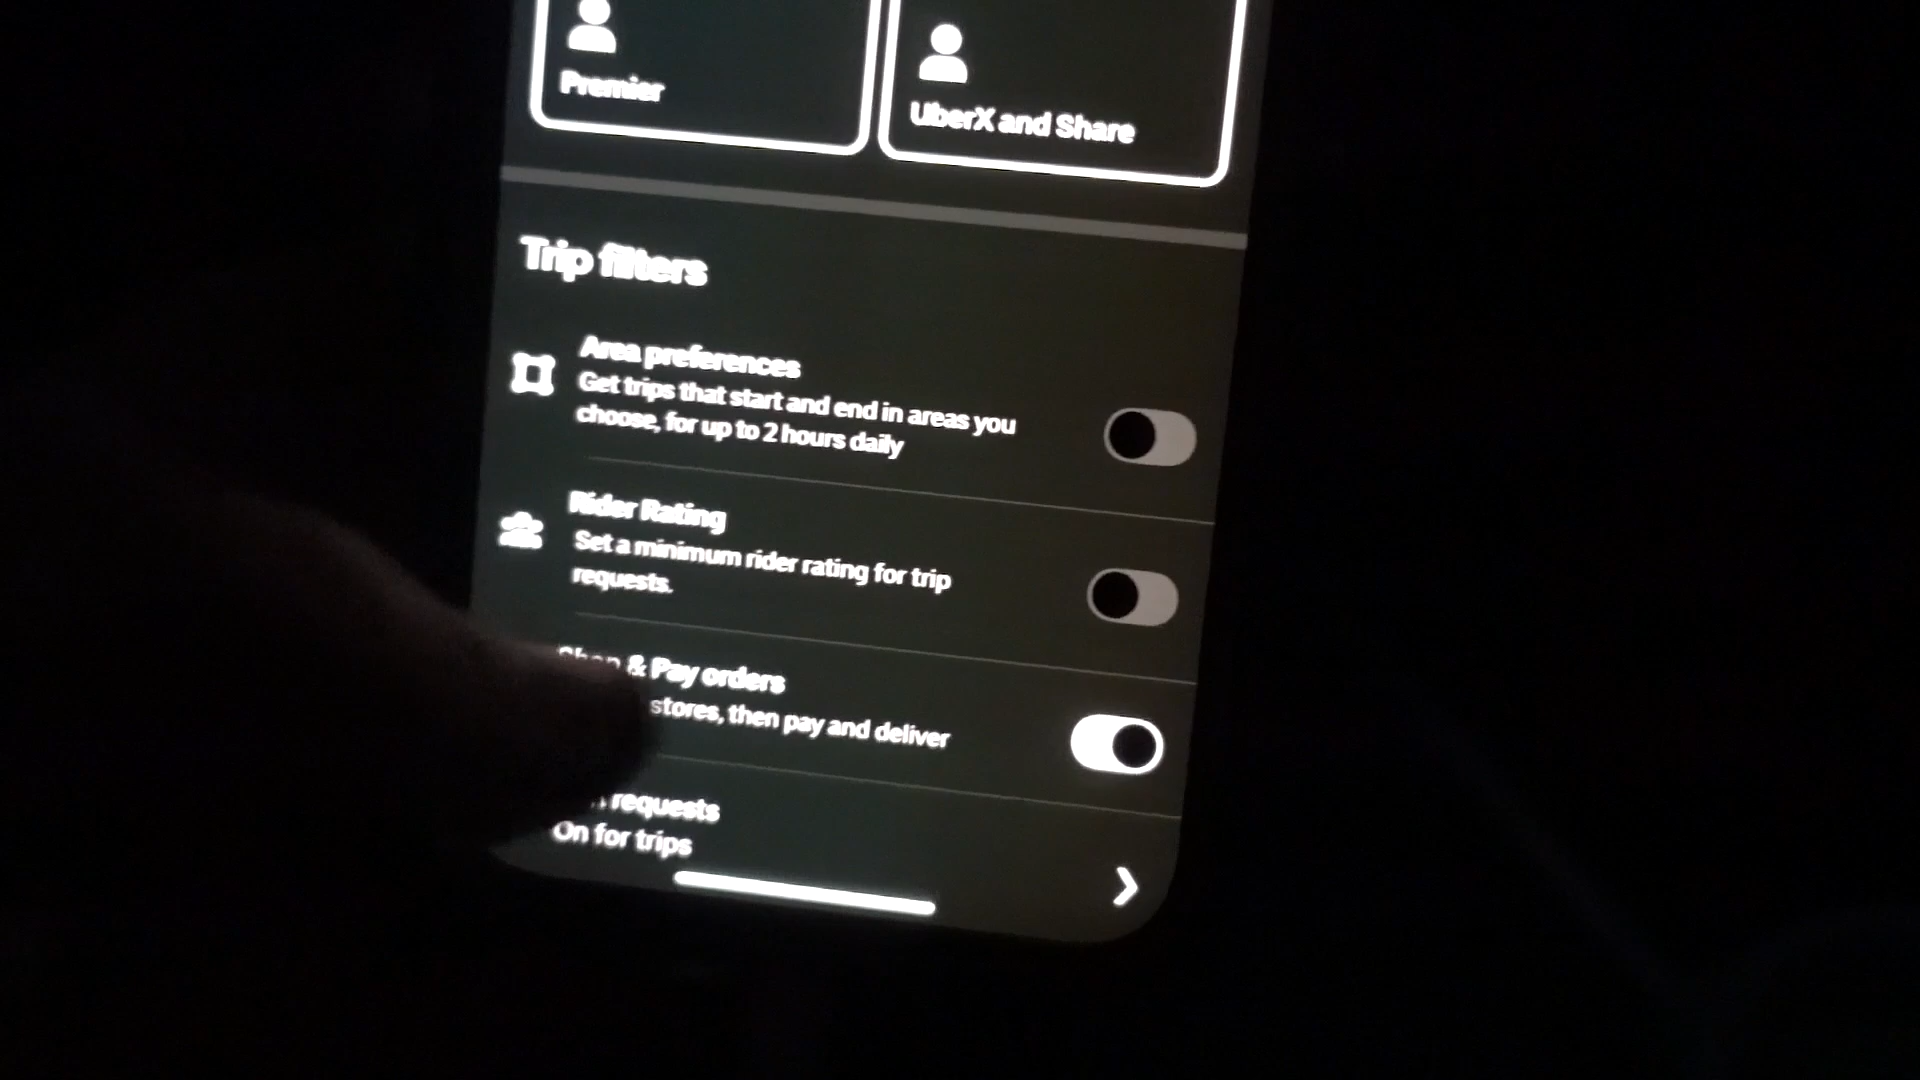 Premier
UberX and Share
Trip filters
Area preferences
Get trips that start and end in areas you
choose, for up to 2 hours daily
Rider Rating
Set a minimum rider rating for trip
requests.
Shop & Pay orders
stores, then pay and deliver
requests
On for trips